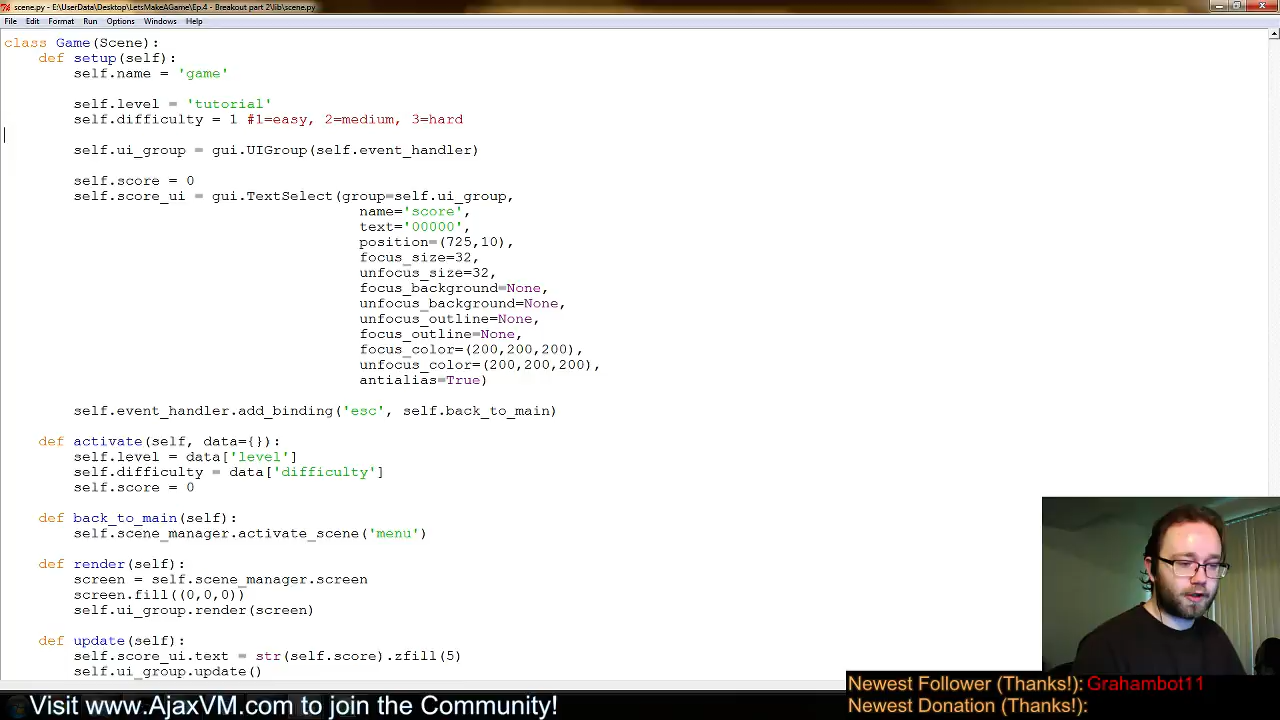 scene.py - E:\UserData\Desktop\LetsMakeAGame\Ep.4 - Breakout part 2\lib\scene.py
File Edit Format Run Options Windows Help
class Game(Scene):
def setup(self):
self.name = 'game'
self.level = 'tutorial'
self.difficulty = 1 #1=easy, 2=medium, 3=hard
self.ui_group = gui.UIGroup(self.event_handler)
self.score = 0
self.score_ui = gui.TextSelect(group=self.ui_group,
name='score',
text='00000',
position=(725,10),
focus_size=32,
unfocus_size=32,
focus_background=None,
unfocus_background=None,
unfocus_outline=None,
focus_outline=None,
focus_color=(200,200,200),
unfocus_color=(200,200,200),
antialias=True)
self.event_handler.add_binding('esc', self.back_to_main)
def activate(self, data={}):
self.level = data['level']
self.difficulty = data['difficulty']
self.score = 0
def back_to_main(self):
self.scene_manager.activate_scene('menu')
def render(self):
screen = self.scene_manager.screen
screen.fill((0,0,0))
self.ui_group.render(screen)
def update(self):
self.score_ui.text = str(self.score).zfill(5)
self.ui_group.update()
Newest Follower (Thanks!): Grahambot11
Visit www.AjaxVM.com to join the Community!
Newest Donation (Thanks!):